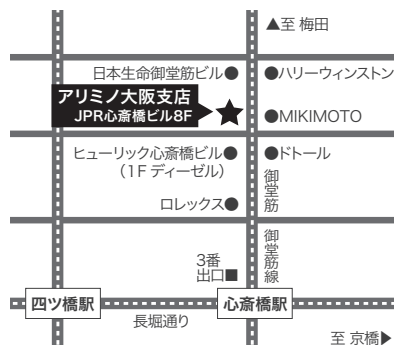 ▲至 梅田
日本生命御堂筋ビル●
●ハリーウィンストン
アリミノ大阪支店
JPR心斎橋ビル8F
★
●MIKIMOTO
ヒューリック心斎橋ビル●
(1F ディーゼル)
●ドトール
御堂筋
ロレックス●
御堂筋線
3番
出口■
四ツ橋駅
心斎橋駅
長堀通り
至 京橋▶